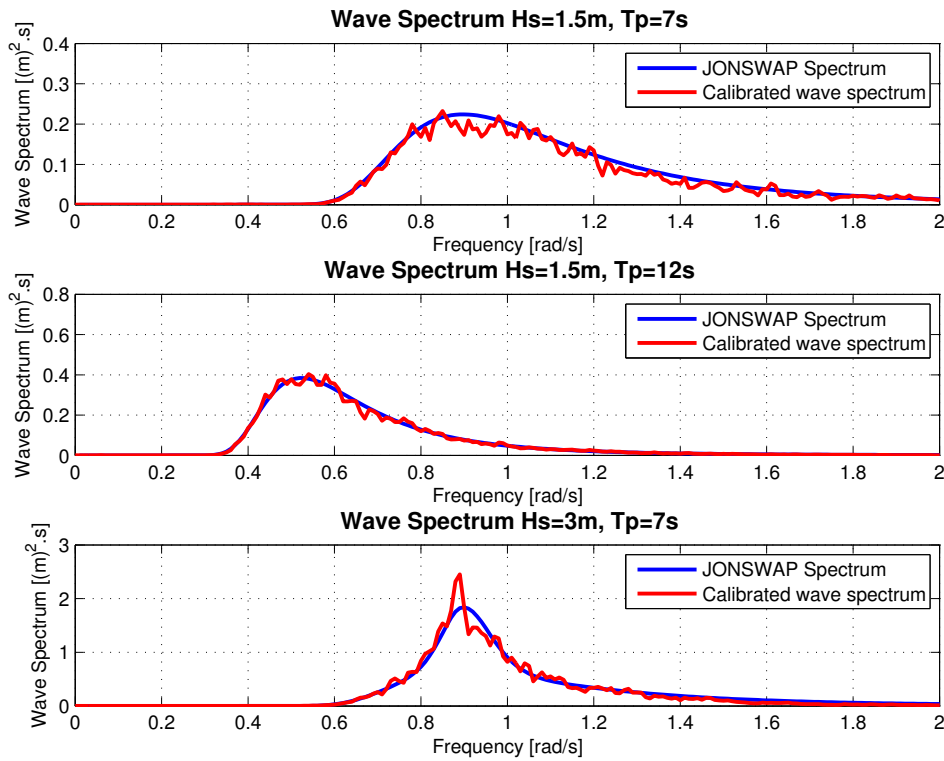 Wave Spectrum Hs=1.5m, Tp=7s
Wave Spectrum [(m)².s]
0.4
0.3
0.2
0.1
0
JONSWAP Spectrum
Calibrated wave spectrum
0 0.2 0.4 0.6 0.8 1 1.2 1.4 1.6 1.8 2
Frequency [rad/s]
Wave Spectrum Hs=1.5m, Tp=12s
Wave Spectrum [(m)².s]
0.8
0.6
0.4
0.2
0
JONSWAP Spectrum
Calibrated wave spectrum
0 0.2 0.4 0.6 0.8 1 1.2 1.4 1.6 1.8 2
Frequency [rad/s]
Wave Spectrum Hs=3m, Tp=7s
Wave Spectrum [(m)².s]
3
2
1
0
JONSWAP Spectrum
Calibrated wave spectrum
0 0.2 0.4 0.6 0.8 1 1.2 1.4 1.6 1.8 2
Frequency [rad/s]